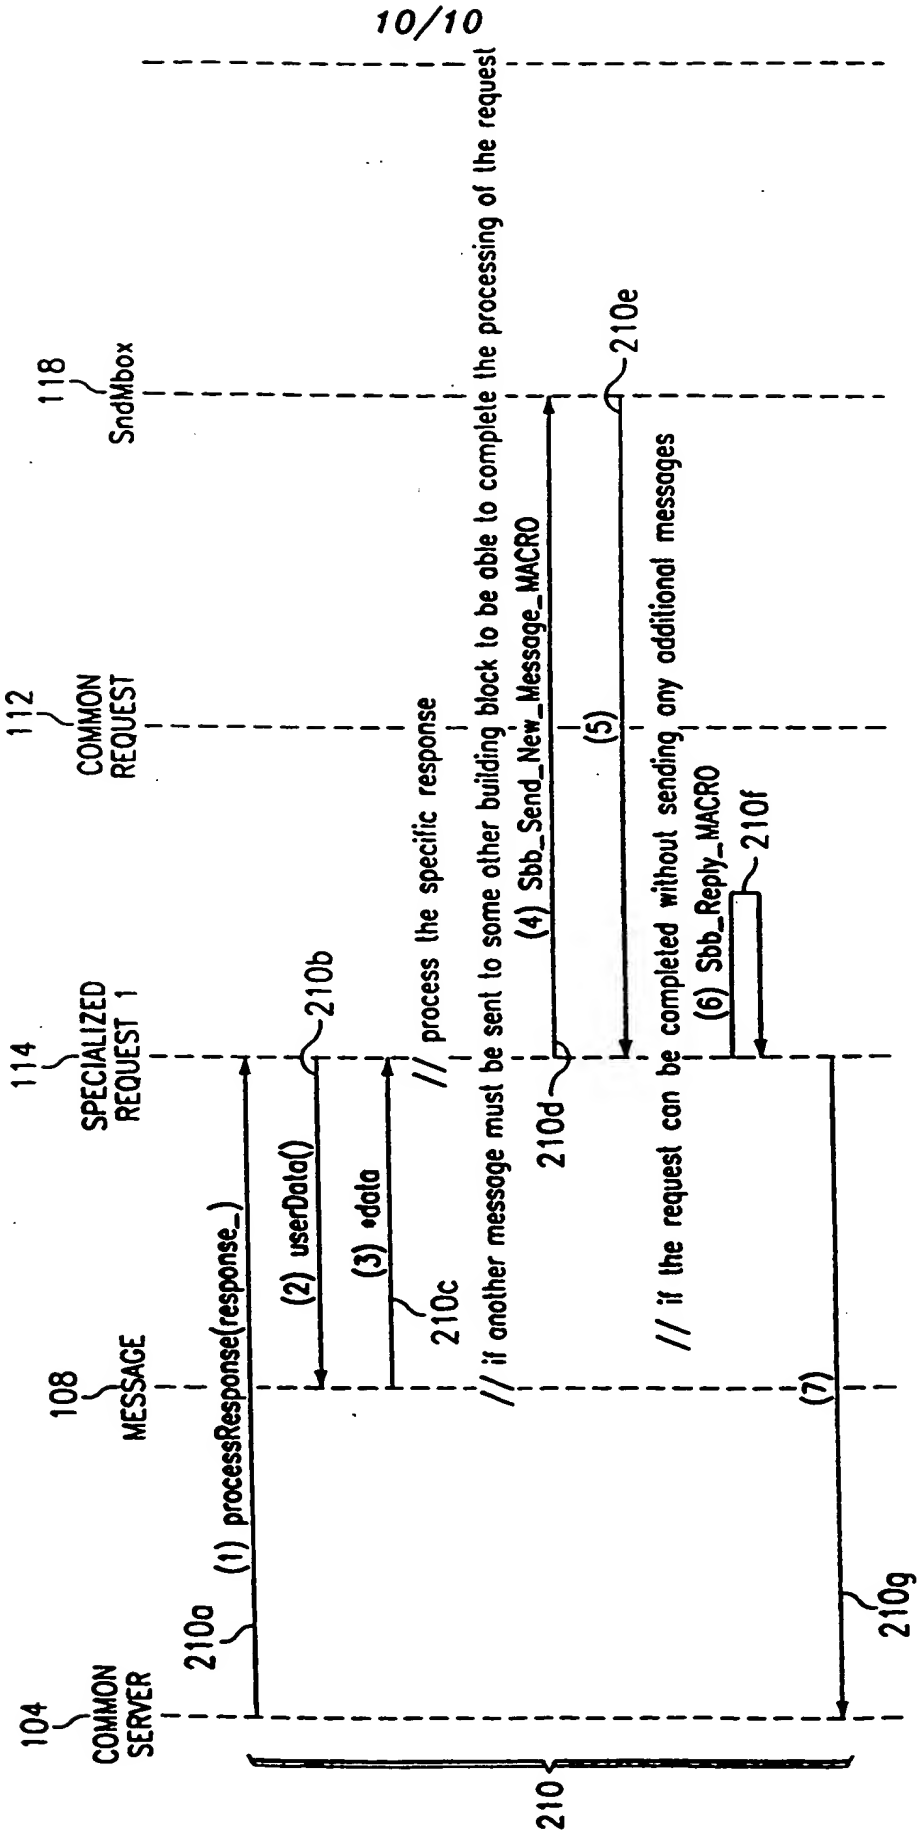 10/10
104
COMMON
SERVER
108
MESSAGE
114
SPECIALIZED
REQUEST 1
112
COMMON
REQUEST
118
SndMbox
210
210a
(1) processResponse(response_)
210b
(2) userData()
(3) *data
210c
// process the specific response
// if another message must be sent to some other building block to be able to complete the processing of the request
(4) Sbb_Send_New_Message_MACRO
210d
210e
(5)
// if the request can be completed without sending any additional messages
(6) Sbb_Reply_MACRO
210f
(7)
210g